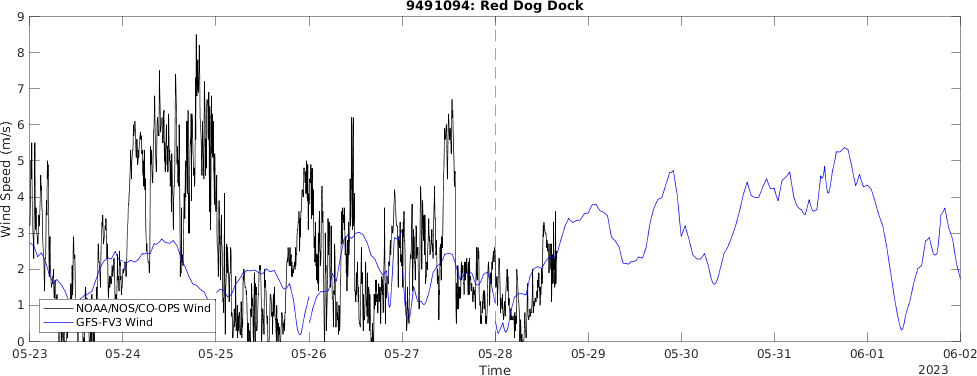 9491094: Red Dog Dock
Wind Speed (m/s)
9
8
7
6
5
4
3
2
1
0
NOAA/NOS/CO-OPS Wind
GFS-FV3 Wind
05-23 05-24 05-25 05-26 05-27 05-28 05-29 05-30 05-31 06-01 06-02
Time
2023